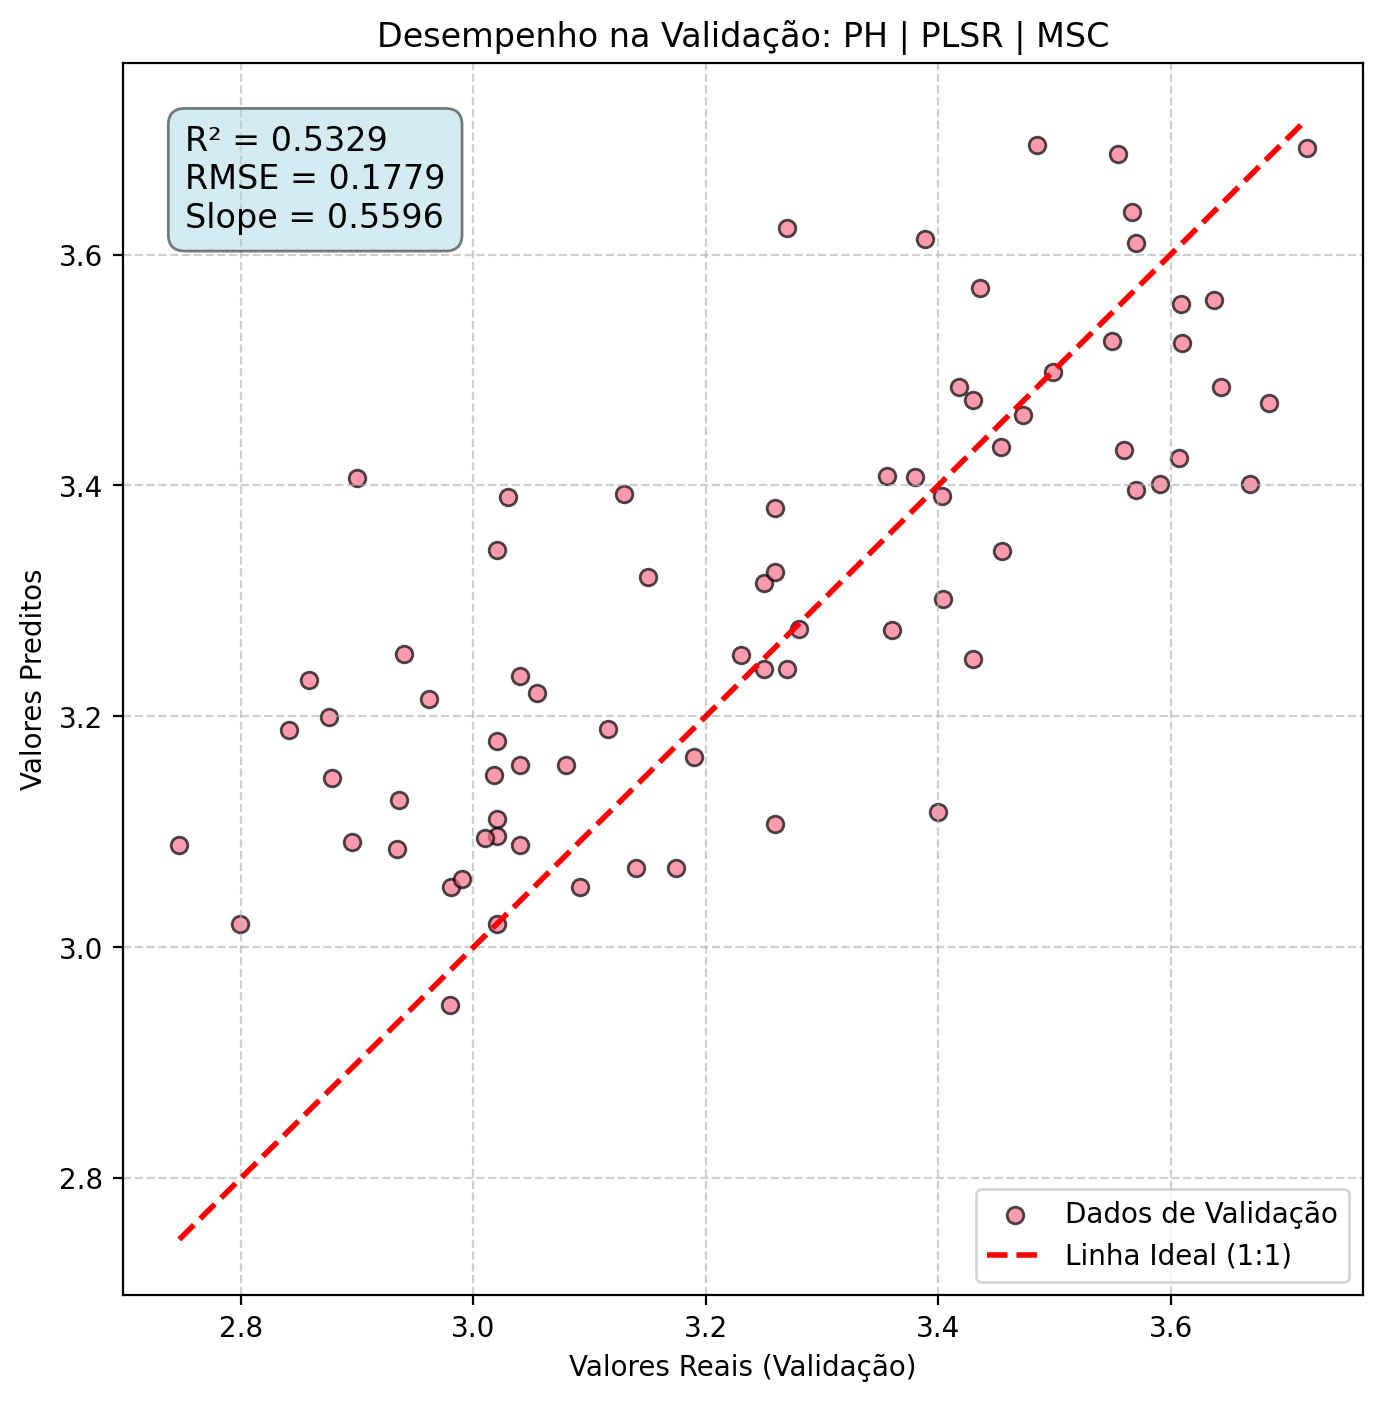 Desempenho na Validação: PH | PLSR | MSC
R² = 0.5329
RMSE = 0.1779
Slope = 0.5596
3.6
3.4
3.2
3.0
2.8
Valores Preditos
Dados de Validação
Linha Ideal (1:1)
2.8 3.0 3.2 3.4 3.6
Valores Reais (Validação)